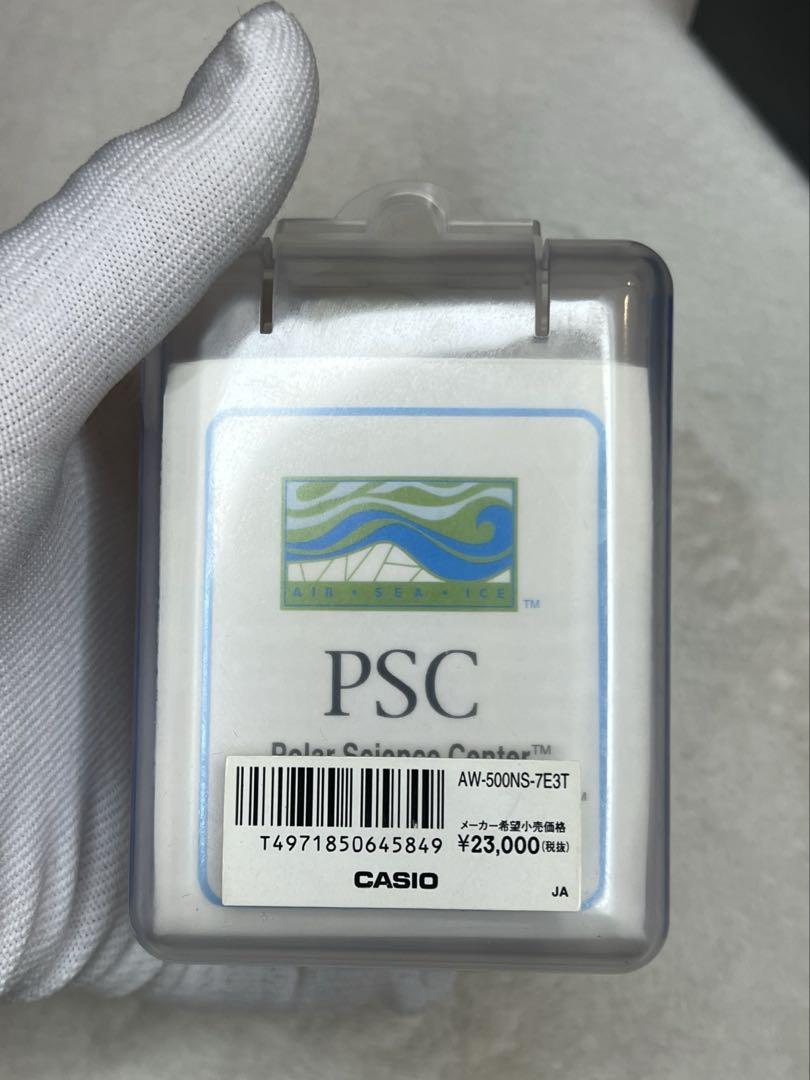 AIR • SEA • ICE
TM
PSC
Polar Science Center™
AW-500NS-7E3T
メーカー希望小売価格
T4971850645849 ¥23,000(税抜)
CASIO
JA